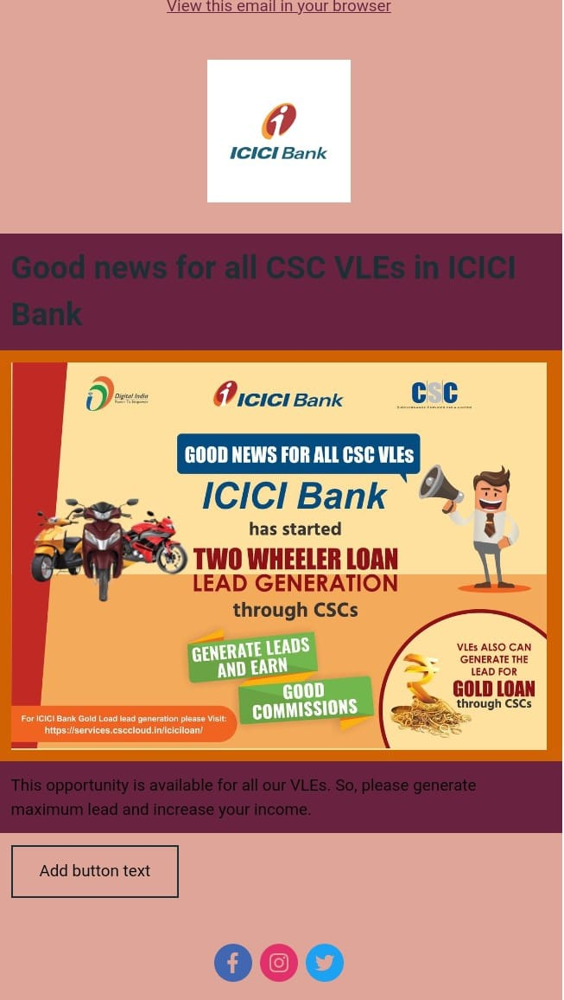 View this email in your browser
ICICI Bank
Good news for all CSC VLEs in ICICI
Bank
Digital India
Power To Empower
ICICI Bank
CSC
GOOD NEWS FOR ALL CSC VLEs
ICICI Bank
has started
TWO WHEELER LOAN
LEAD GENERATION
through CSCs
GENERATE LEADS
AND EARN
GOOD
COMMISSIONS
VLEs ALSO CAN
GENERATE THE
LEAD FOR
GOLD LOAN
through CSCs
For ICICI Bank Gold Load lead generation please Visit:
https://services.csccloud.in/iciciloan/
This opportunity is available for all our VLEs. So, please generate
maximum lead and increase your income.
Add button text